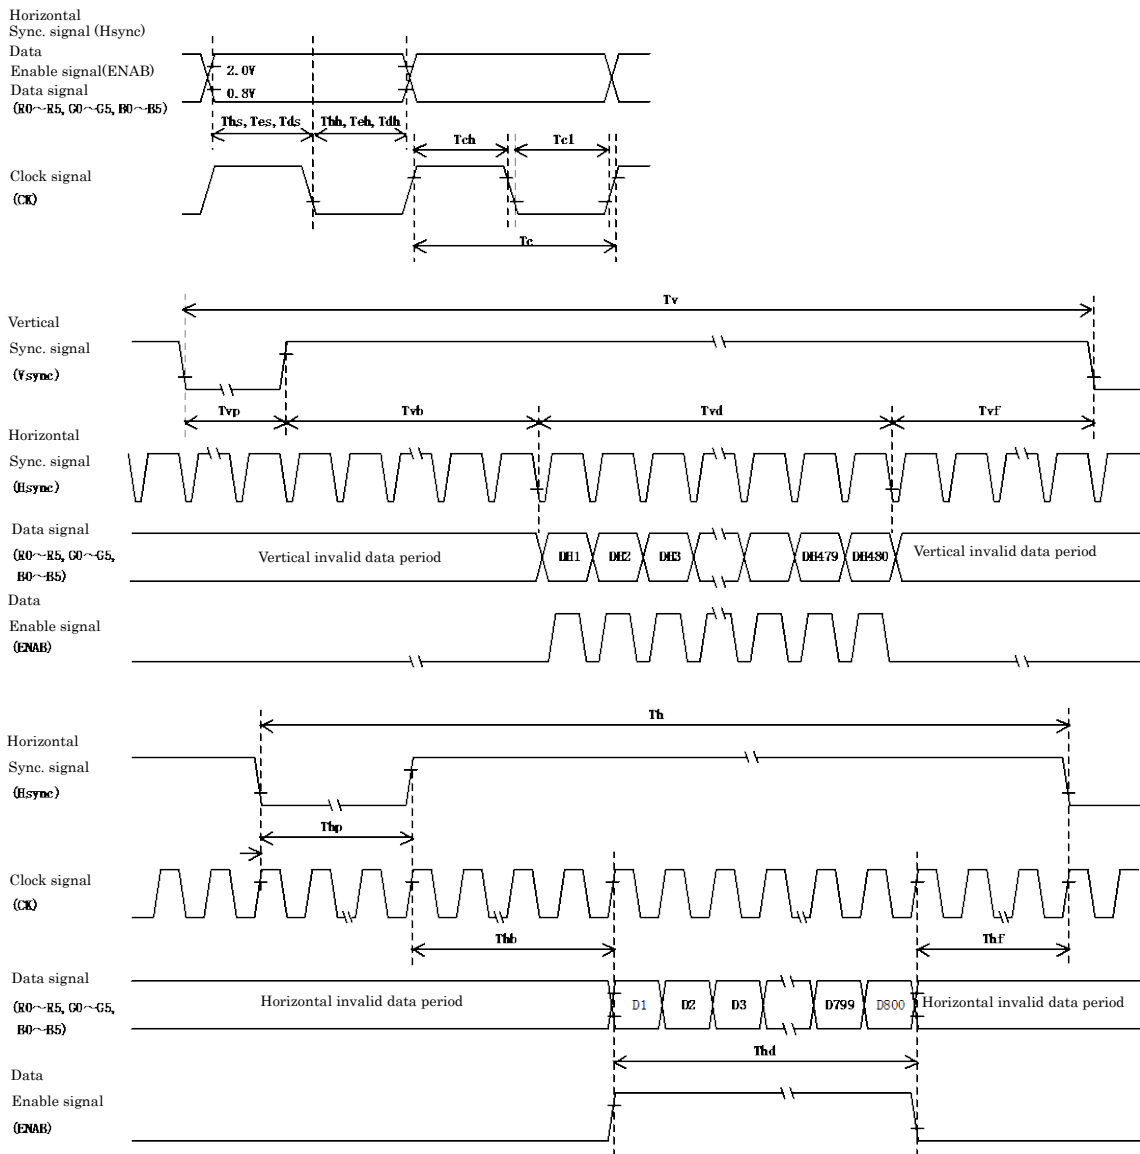 Horizontal
Sync. signal (Hsync)
Data
Enable signal(ENAB)
Data signal
(R0~R5, G0~G5, B0~B5)
2.0V
0.8V
Ths, Tes, Tds
Thh, Teh, Tdh
Tch
Tcl
Clock signal
(CK)
Tc
Tv
Vertical
Sync. signal
(Vsync)
Tvp
Tvb
Tvd
Tvf
Horizontal
Sync. signal
(Hsync)
Data signal
(R0~R5, G0~G5,
B0~B5)
Vertical invalid data period
DH1
DH2
DH3
DH479
DH480
Vertical invalid data period
Data
Enable signal
(ENAB)
Th
Horizontal
Sync. signal
(Hsync)
Thp
Clock signal
(CK)
Thb
Thf
Data signal
(R0~R5, G0~G5,
B0~B5)
Horizontal invalid data period
D1
D2
D3
D799
D800
Horizontal invalid data period
Thd
Data
Enable signal
(ENAB)